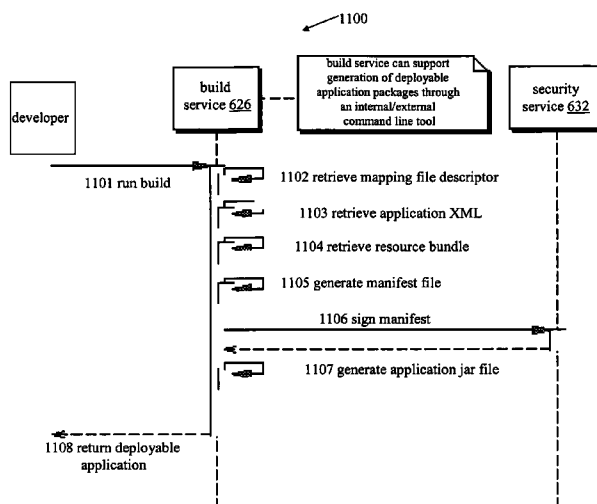 1100
build service can support
generation of deployable
application packages through
an internal/external
command line tool
build
service 626
security
service 632
developer
1101 run build
1102 retrieve mapping file descriptor
1103 retrieve application XML
1104 retrieve resource bundle
1105 generate manifest file
1106 sign manifest
1107 generate application jar file
1108 return deployable
application